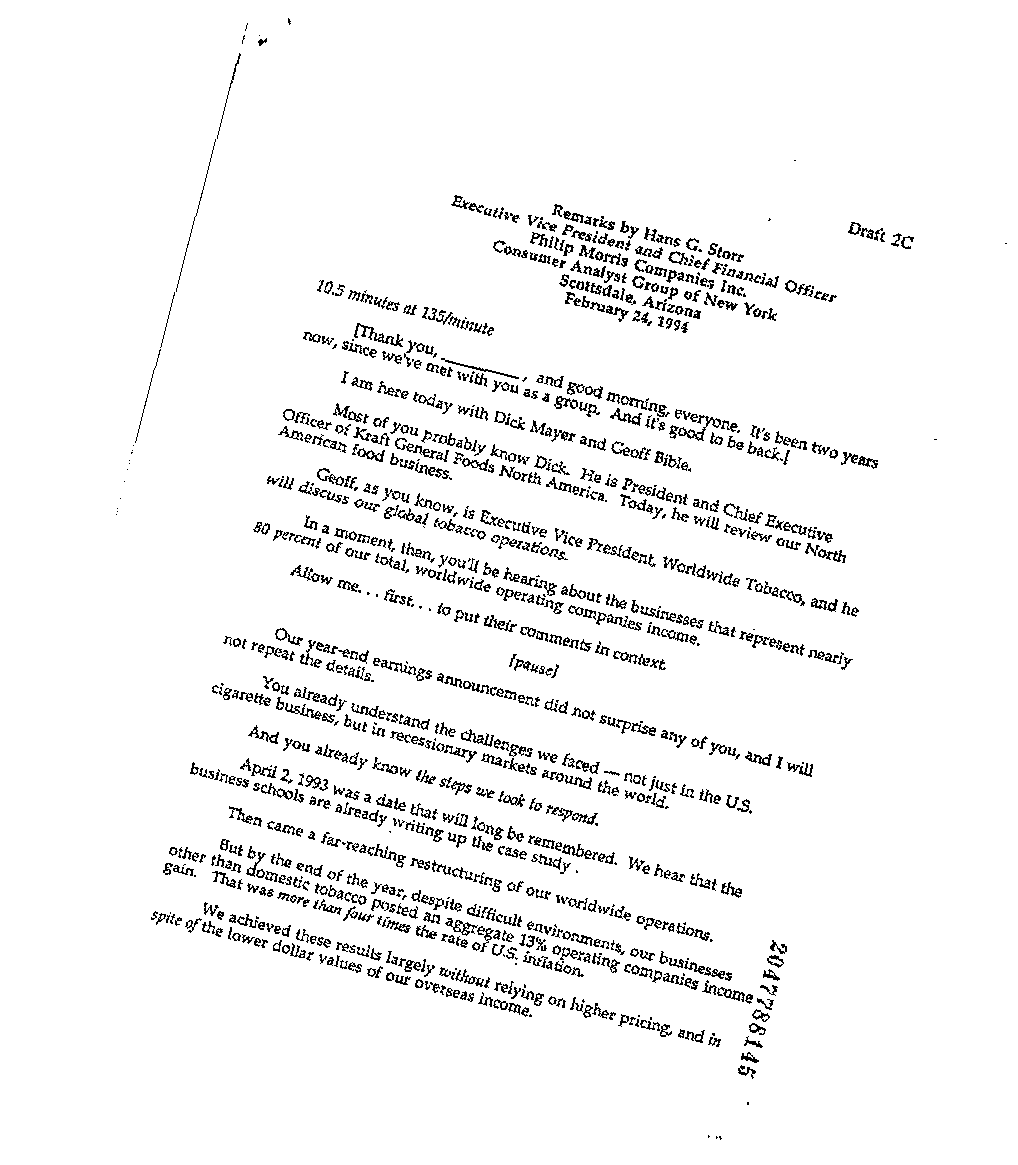 Draft 2C
Remarks by Hans G. Storr
Executive Vice President and Chief Financial Officer
Philip Morris Companies Inc.
Consumer Analyst Group of New York
Scottsdale, Arizona
February 24, 1994
10.5 minutes at 135/minute
[Thank you, __________, and good morning, everyone. It's been two years
now, since we've met with you as a group. And it's good to be back.[
I am here today with Dick Mayer and Geoff Bible.
Most of you probably know Dick. He is President and Chief Executive
Officer of Kraft General Foods North America. Today, he will review our North
American food business.
Geoff, as you know, is Executive Vice President, Worldwide Tobacco, and he
will discuss our global tobacco operations.
In a moment, then, you'll be hearing about the businesses that represent nearly
80 percent of our total, worldwide operating companies income.
Allow me. . . first. . . to put their comments in context.
[pause]
Our year-end earnings announcement did not surprise any of you, and I will
not repeat the details.
You already understand the challenges we faced — not just in the U.S.
cigarette business, but in recessionary markets around the world.
And you already know the steps we took to respond.
April 2, 1993 was a date that will long be remembered. We hear that the
business schools are already writing up the case study .
Then came a far-reaching restructuring of our worldwide operations.
But by the end of the year, despite difficult environments, our businesses
other than domestic tobacco posted an aggregate 13% operating companies income
gain. That was more than four times the rate of U.S. inflation.
We achieved these results largely without relying on higher pricing, and in
spite of the lower dollar values of our overseas income.
2047788145